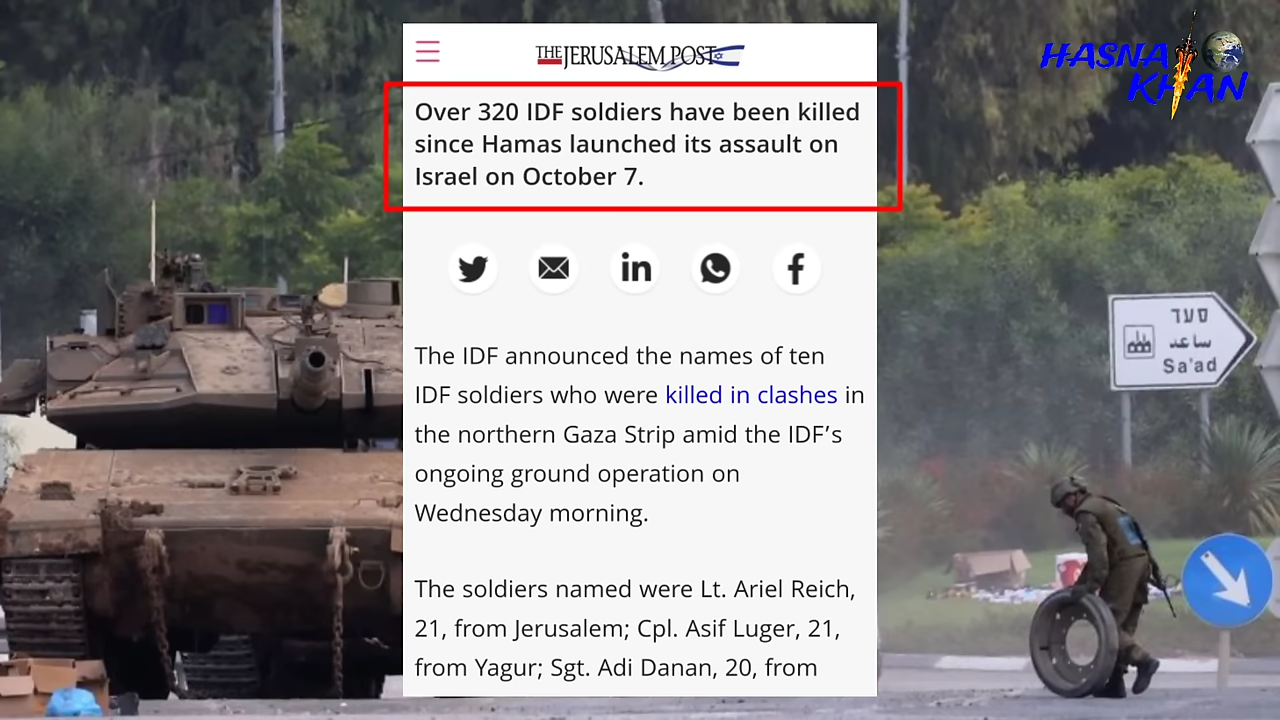 THE JERUSALEM POST
HASNA
KHAN
Over 320 IDF soldiers have been killed
since Hamas launched its assault on
Israel on October 7.
The IDF announced the names of ten
IDF soldiers who were killed in clashes in
the northern Gaza Strip amid the IDF’s
ongoing ground operation on
Wednesday morning.
The soldiers named were Lt. Ariel Reich,
21, from Jerusalem; Cpl. Asif Luger, 21,
from Yagur; Sgt. Adi Danan, 20, from
סעד
ساعد
Sa'ad